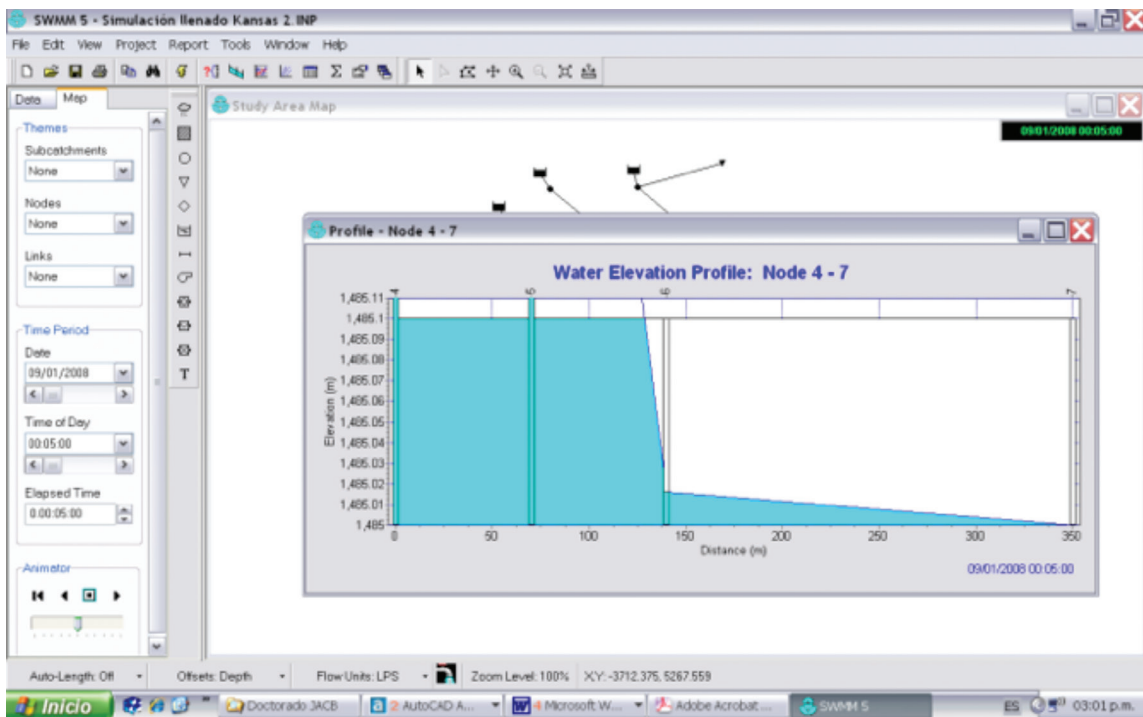 SWMM 5 - Simulación llenado Kansas 2.INP
File Edit View Project Report Tools Window Help
Data Map
Study Area Map
09/01/2008 00:05:00
Themes
Subcatchments
None
Nodes
None
Links
None
Time Period
Date
09/01/2008
Time of Day
00:05:00
Elapsed Time
0.00:05:00
Animator
T
Profile - Node 4 - 7
Water Elevation Profile: Node 4 - 7
4 5 6 7
1,485.11
1,485.1
1,485.09
1,485.08
1,485.07
1,485.06
1,485.05
1,485.04
1,485.03
1,485.02
1,485.01
1,485
Elevation (m)
0 50 100 150 200 250 300 350
Distance (m)
09/01/2008 00:05:00
Auto-Length: Off Offsets: Depth Flow Units: LPS Zoom Level: 100% X,Y: -3712.375, 5267.559
Inicio Doctorado JACB 2 AutoCAD A... 4 Microsoft W... Adobe Acrobat ... SWMM 5 ES 03:01 p.m.